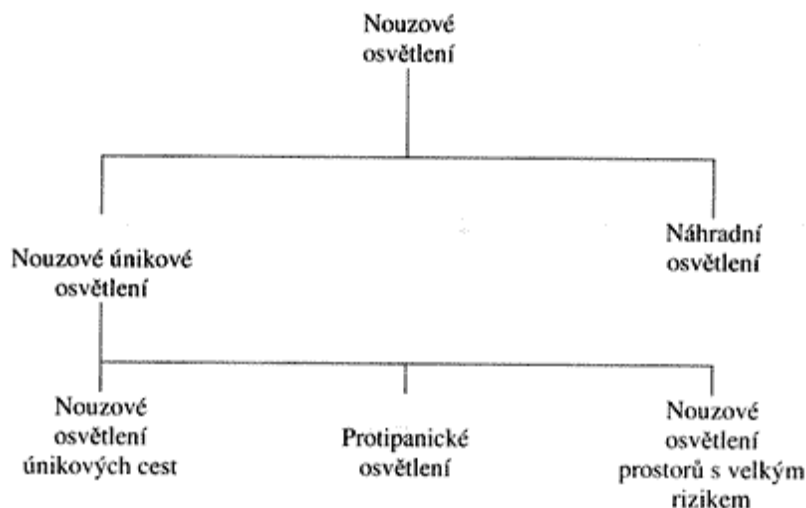 Nouzové
osvětlení
Nouzové únikové
osvětlení
Náhradní
osvětlení
Nouzové
osvětlení
únikových cest
Protipanické
osvětlení
Nouzové
osvětlení
prostorů s velkým
rizikem